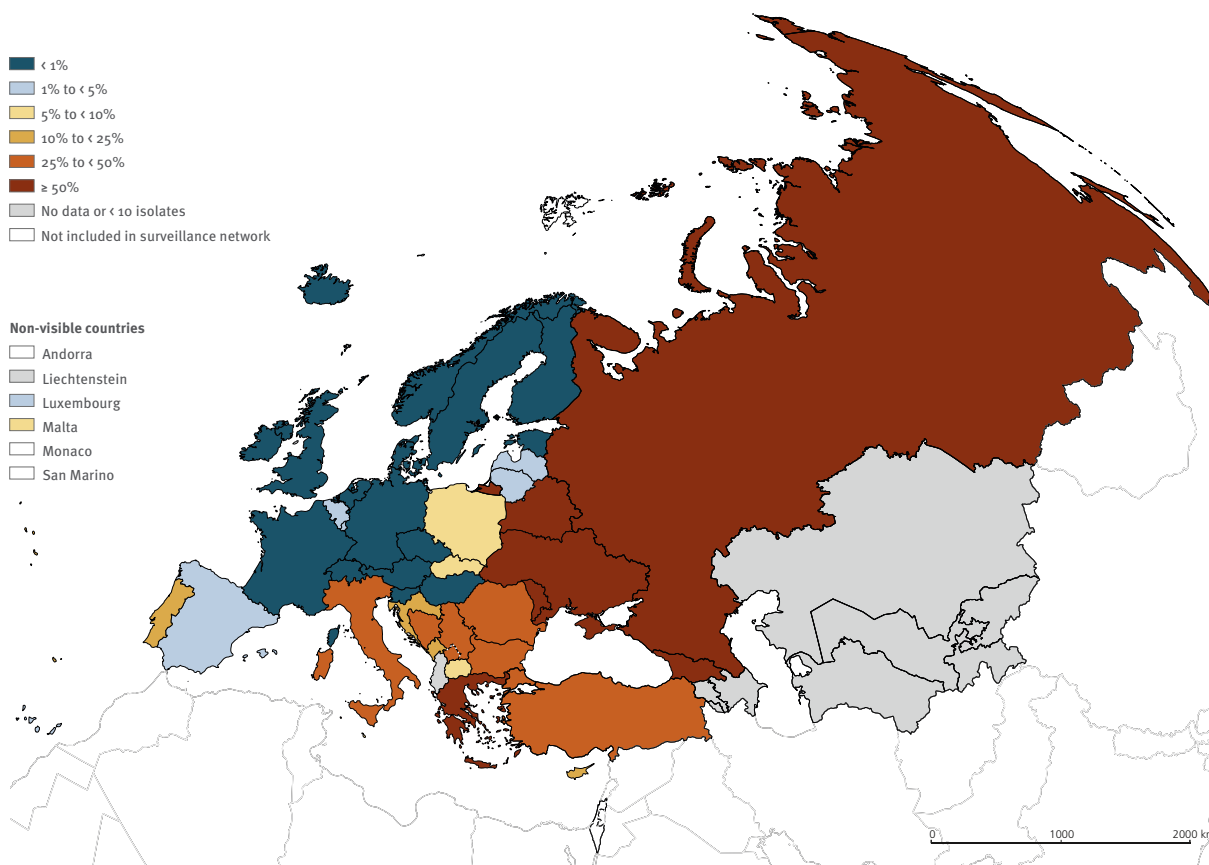 < 1%
1% to < 5%
5% to < 10%
10% to < 25%
25% to < 50%
≥ 50%
No data or < 10 isolates
Not included in surveillance network
Non-visible countries
Andorra
Liechtenstein
Luxembourg
Malta
Monaco
San Marino
0 1000 2000 km